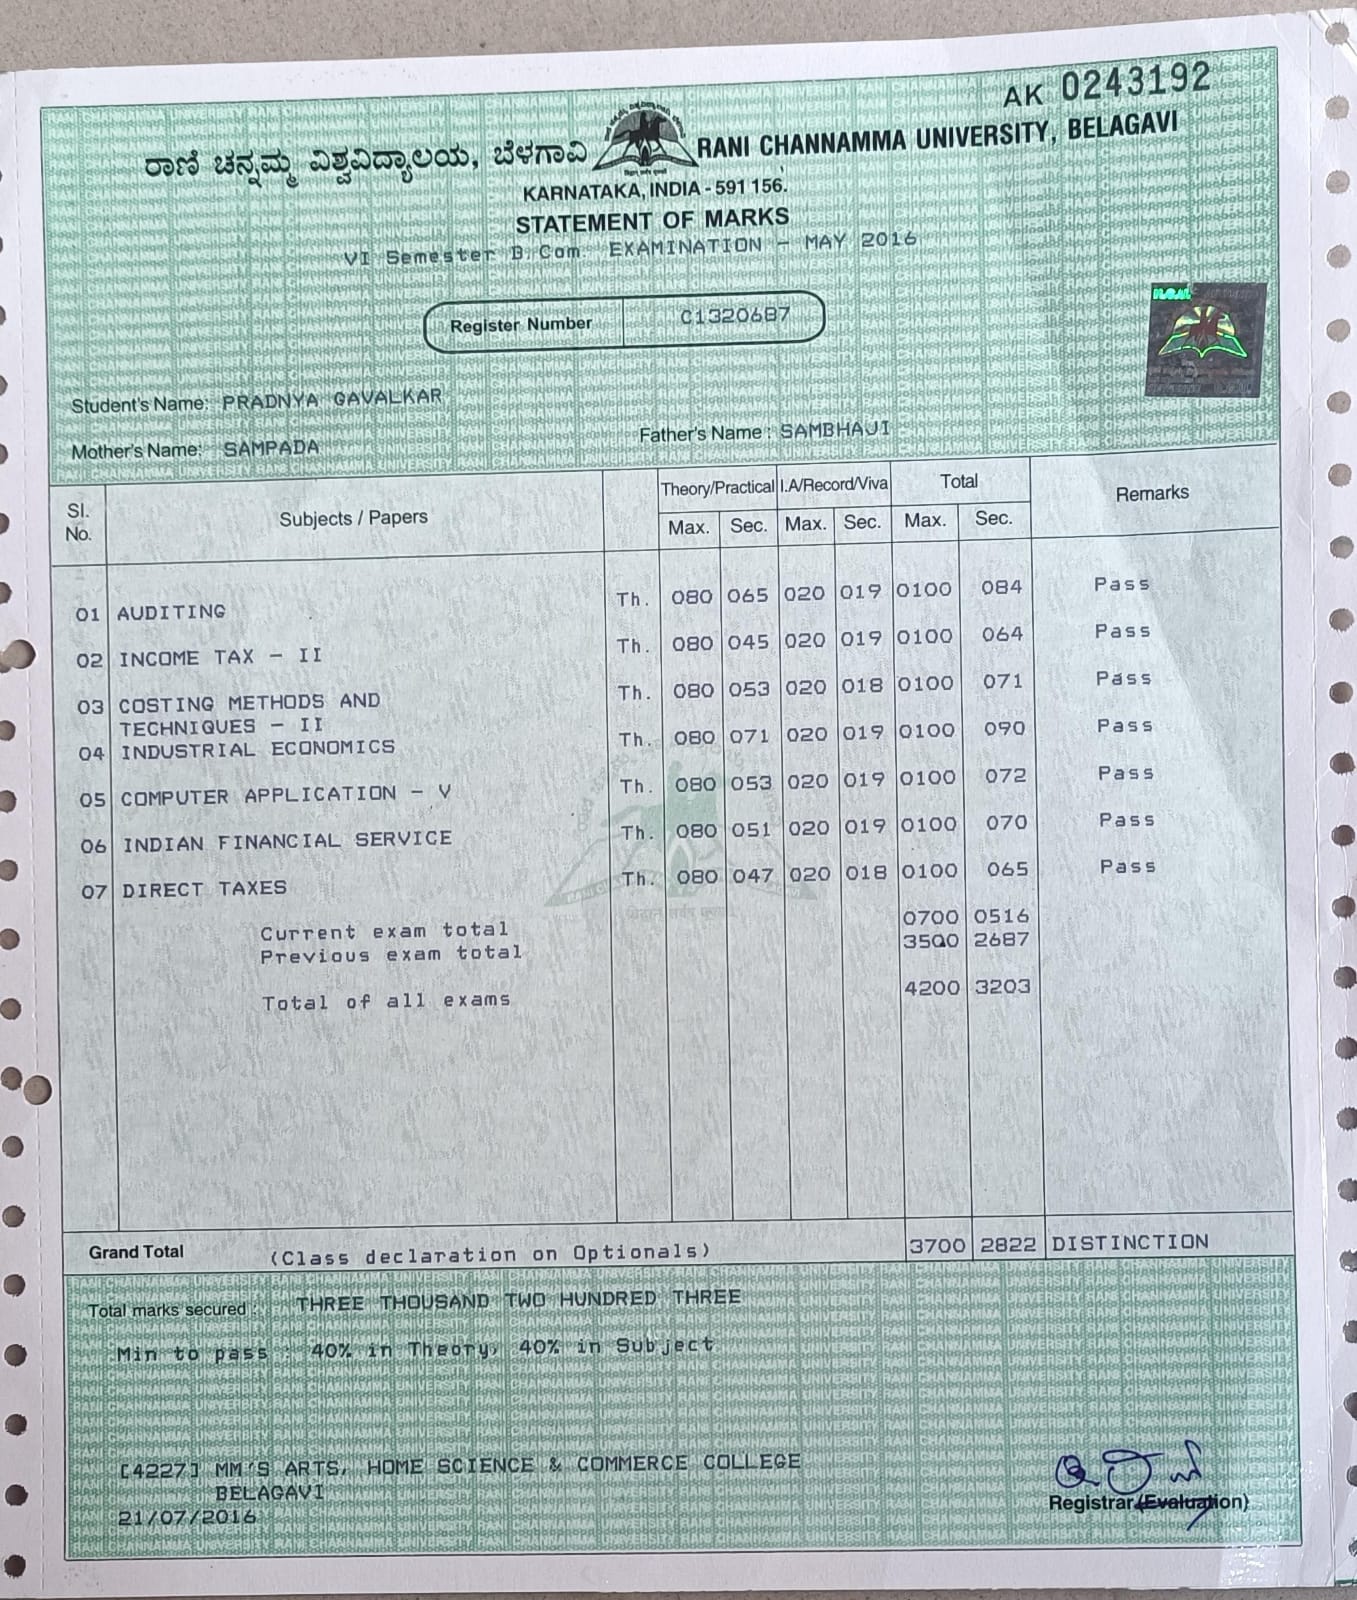 AK 0243192
ರಾಣಿ ಚನ್ನಮ್ಮ ವಿಶ್ವವಿದ್ಯಾಲಯ, ಬೆಳಗಾವಿ RANI CHANNAMMA UNIVERSITY, BELAGAVI
KARNATAKA, INDIA - 591 156.
STATEMENT OF MARKS
VI Semester B.Com. EXAMINATION - MAY 2016
Register Number C1320687
Student's Name: PRADNYA GAVALKAR
Mother's Name: SAMPADA Father's Name : SAMBHAJI
Sl. No. Subjects / Papers Theory/Practical I.A/Record/Viva Total Remarks
Max. Sec. Max. Sec. Max. Sec.
01 AUDITING Th. 080 065 020 019 0100 084 Pass
02 INCOME TAX - II Th. 080 045 020 019 0100 064 Pass
03 COSTING METHODS AND Th. 080 053 020 018 0100 071 Pass
TECHNIQUES - II
04 INDUSTRIAL ECONOMICS Th. 080 071 020 019 0100 090 Pass
05 COMPUTER APPLICATION - V Th. 080 053 020 019 0100 072 Pass
06 INDIAN FINANCIAL SERVICE Th. 080 051 020 019 0100 070 Pass
07 DIRECT TAXES Th. 080 047 020 018 0100 065 Pass
Current exam total 0700 0516
Previous exam total 3500 2687
Total of all exams 4200 3203
Grand Total (Class declaration on Optionals) 3700 2822 DISTINCTION
Total marks secured : THREE THOUSAND TWO HUNDRED THREE
Min to pass : 40% in Theory, 40% in Subject
[4227] MM'S ARTS, HOME SCIENCE & COMMERCE COLLEGE
BELAGAVI
21/07/2016
Registrar (Evaluation)